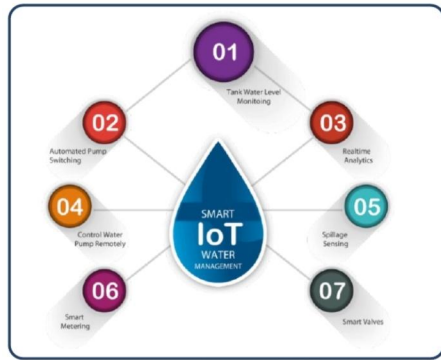 01
Tank Water Level
Monitoing
02
Automated Pump
Switching
03
Realtime
Analytics
04
Control Water
Pump Remotely
SMART
IoT
WATER
MANAGEMENT
05
Spillage
Sensing
06
Smart
Metering
07
Smart Valves